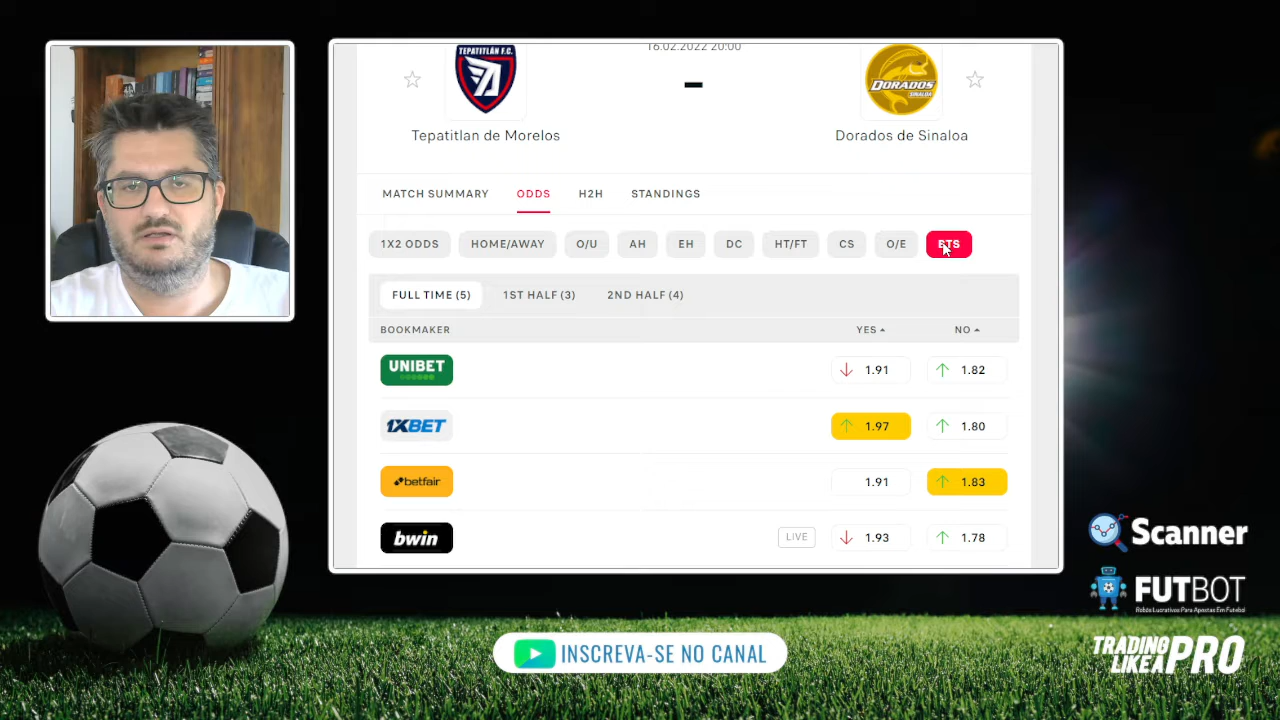 16.02.2022 20:00
TEPATITLÁN F.C.
DORADOS
SINALOA
Tepatitlan de Morelos
Dorados de Sinaloa
MATCH SUMMARY ODDS H2H STANDINGS
1X2 ODDS HOME/AWAY O/U AH EH DC HT/FT CS O/E BTS
FULL TIME (5) 1ST HALF (3) 2ND HALF (4)
BOOKMAKER YES NO
UNIBET 1.91 1.82
1XBET 1.97 1.80
betfair 1.91 1.83
bwin LIVE 1.93 1.78
Scanner
FUTBOT
Robôs Lucrativos Para Apostas Em Futebol
TRADING
LIKE A PRO
INSCREVA-SE NO CANAL